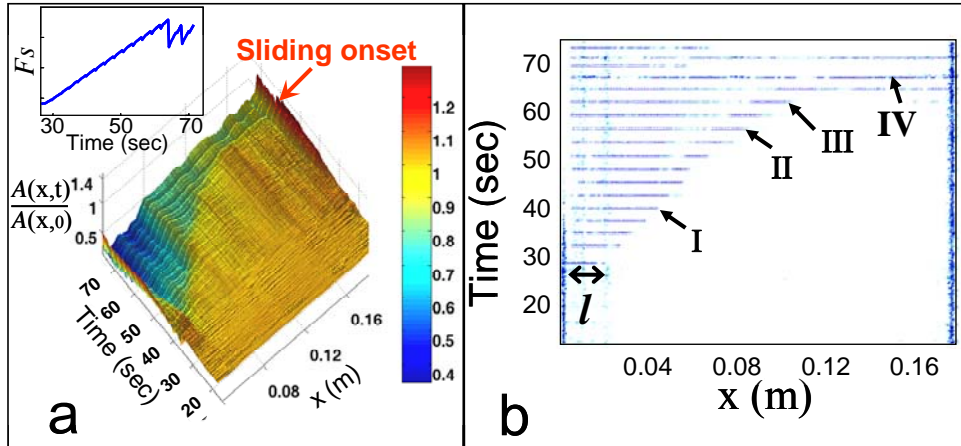 Fs
30
50
70
Time (sec)
Sliding onset
A(x,t)
A(x,0)
1.4
1
0.5
70
60
50
40
30
20
Time (sec)
0.08
0.12
0.16
x (m)
1.2
1.1
1
0.9
0.8
0.7
0.6
0.5
0.4
a
b
70
60
50
40
30
20
Time (sec)
I
II
III
IV
l
0.04
0.08
0.12
0.16
x (m)